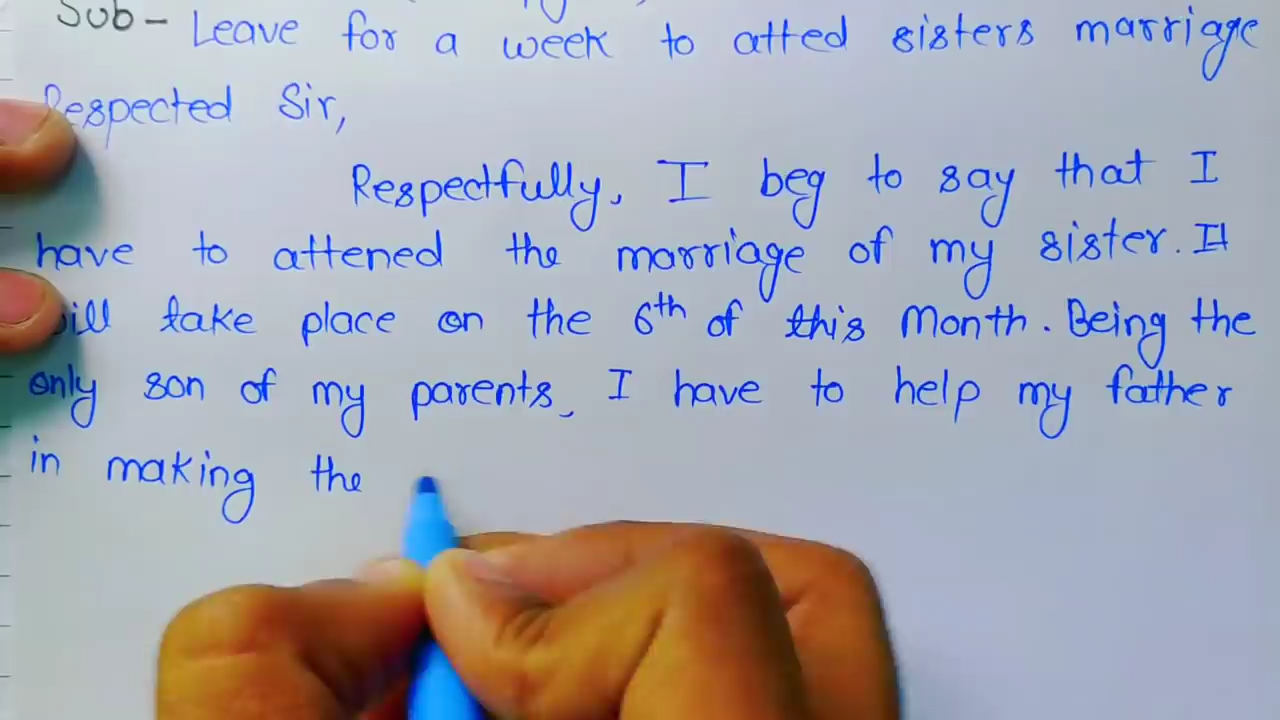 Sub- Leave for a week to atted sisters marriage
Respected Sir,
Respectfully, I beg to say that I
have to attened the marriage of my sister. It
will take place on the 6th of this Month. Being the
only son of my parents, I have to help my father
in making the